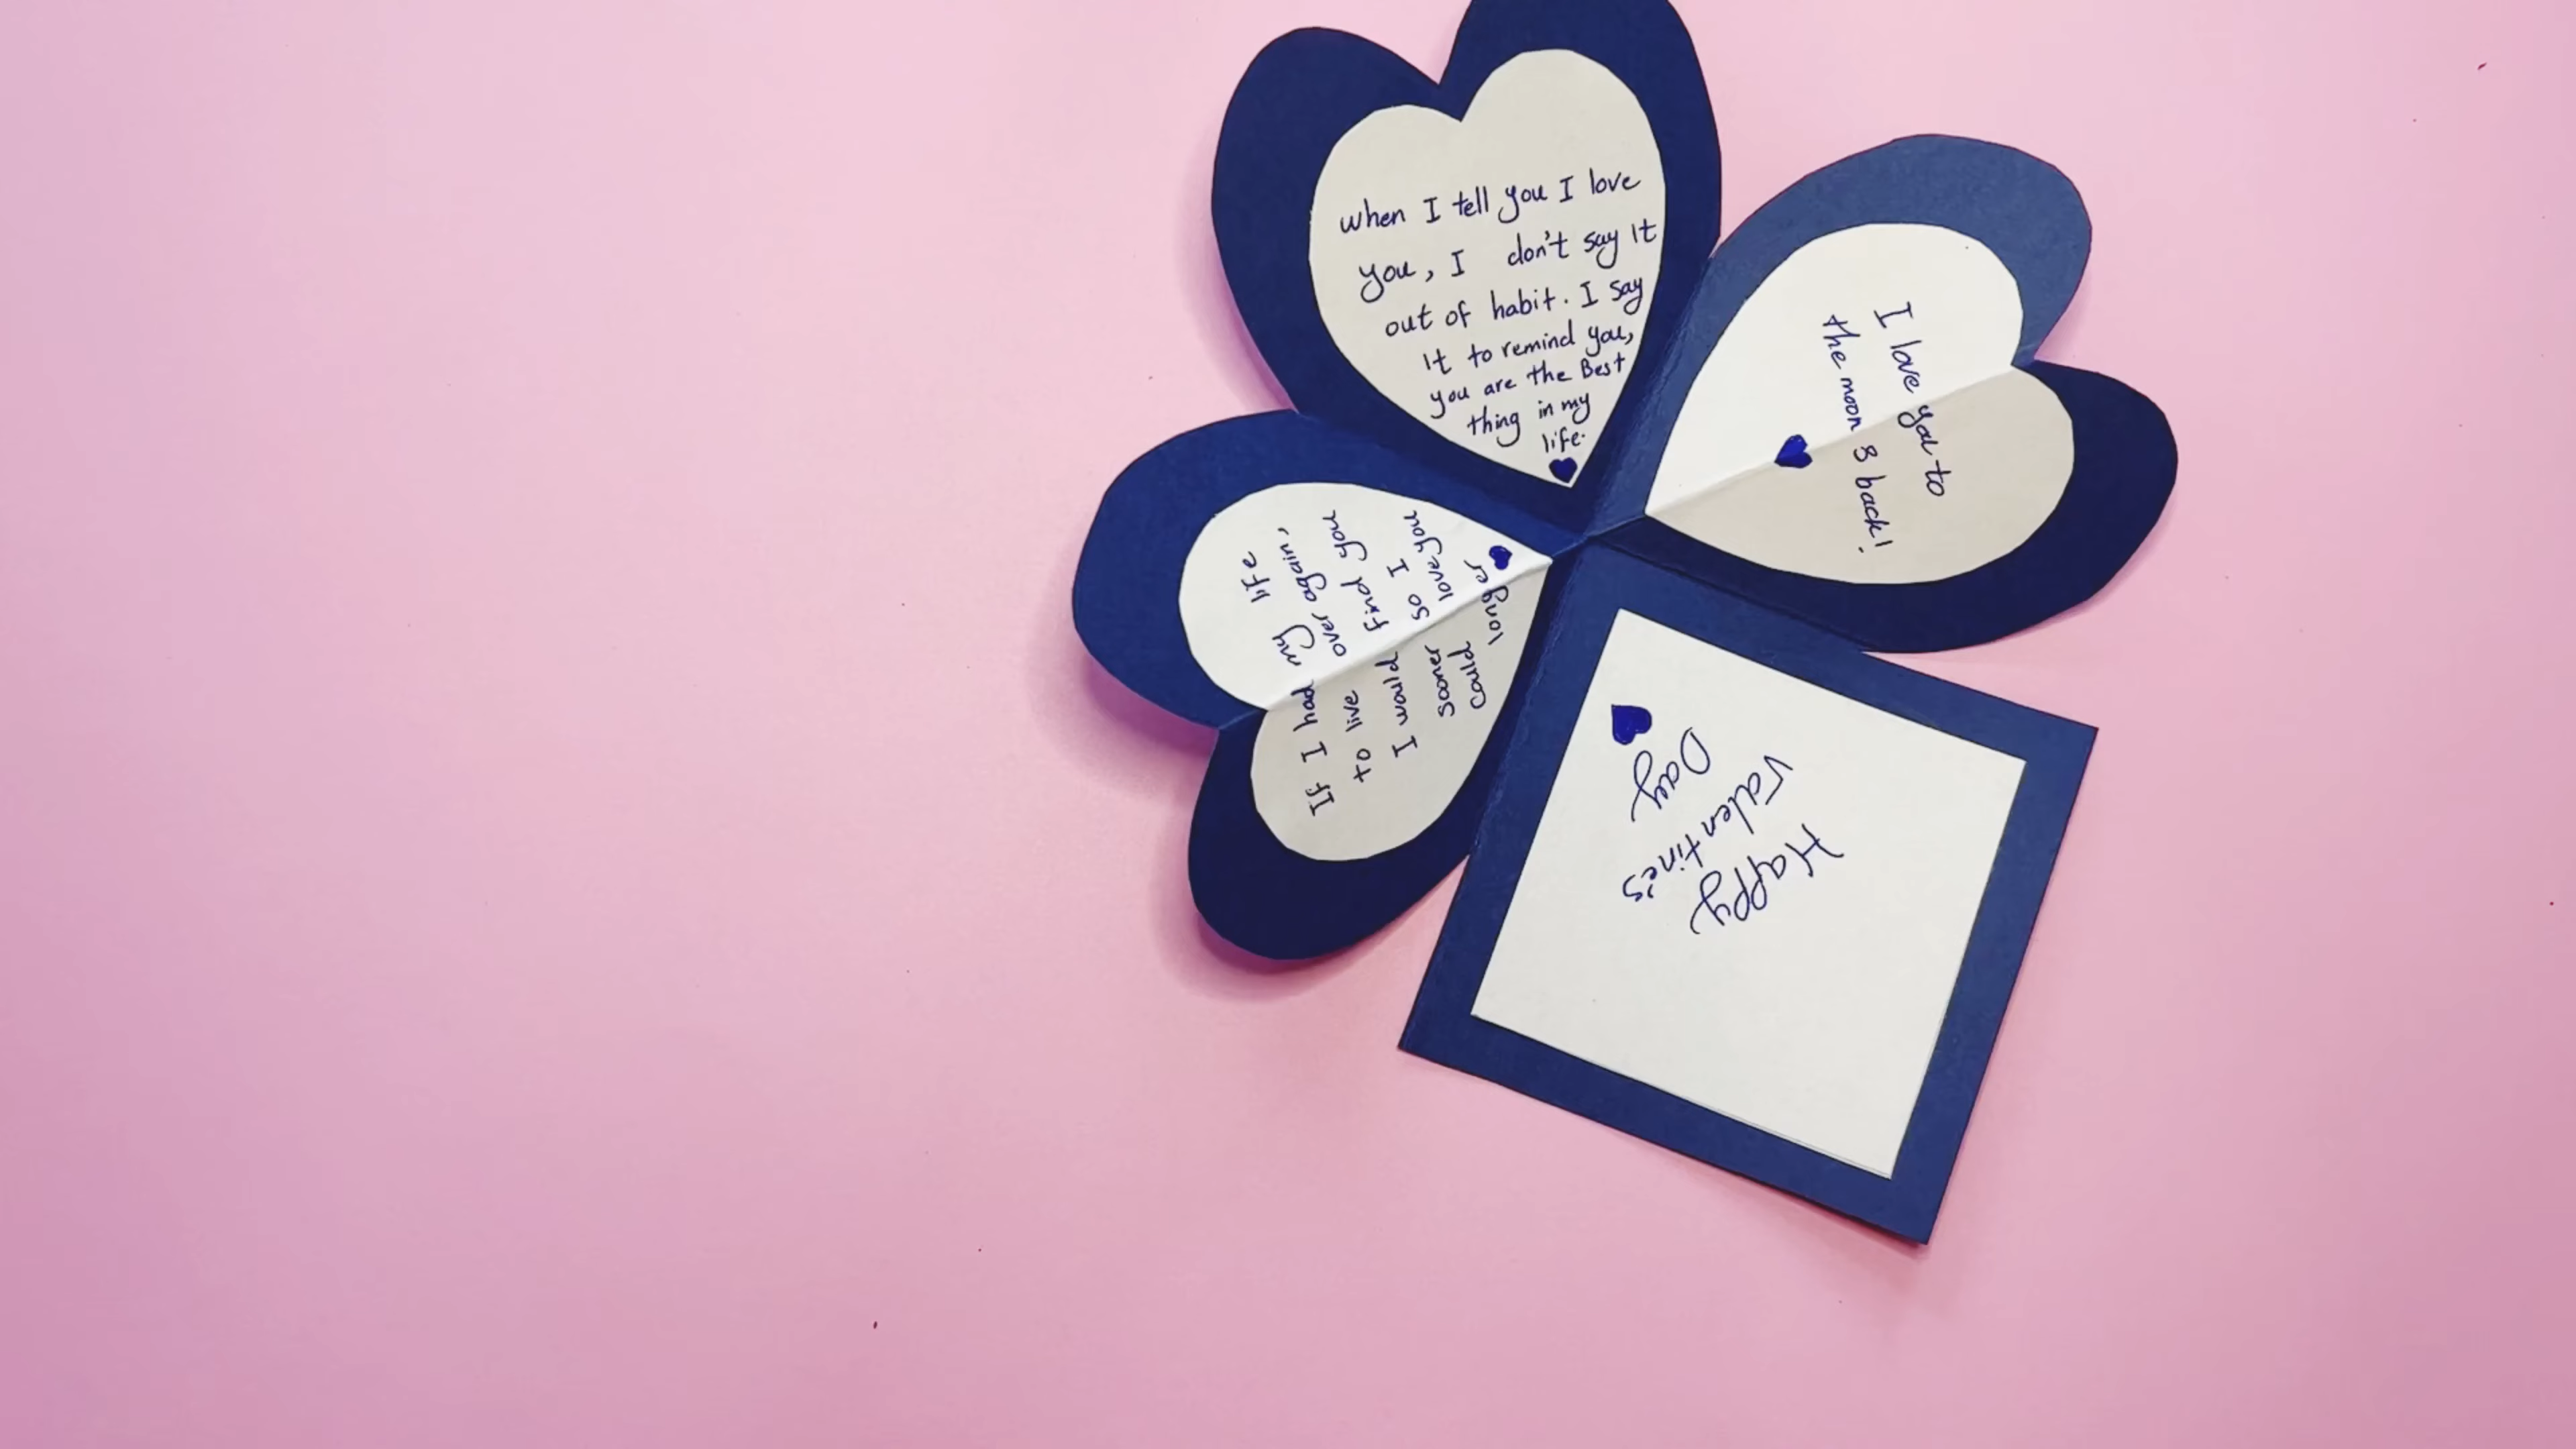 when I tell you I love
you, I don't say it
out of habit. I say
it to remind you,
you are the Best
thing in my
life.
I love you to
the moon & back!
If I had my life
to live over again,
I would find you
sooner so I
could love you
longer
Happy
Valentine's
Day